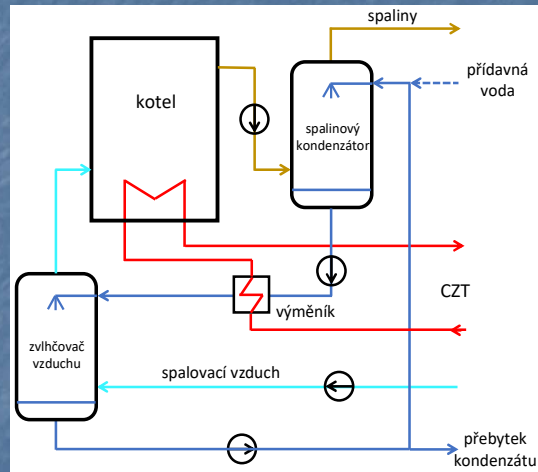 spaliny
kotel
přídavná
voda
spalinový
kondenzátor
CZT
výměník
zvlhčovač
vzduchu
spalovací vzduch
přebytek
kondenzátu